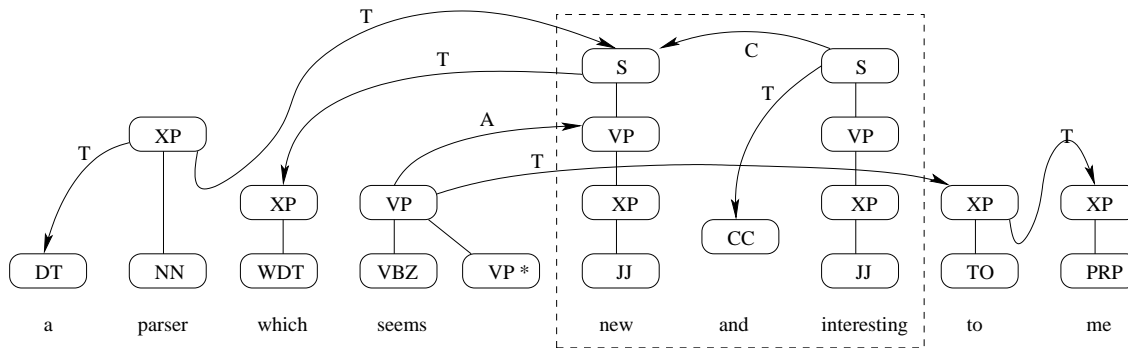 T
S C S
T
T
XP A VP VP
T
T T
XP VP XP XP XP XP
CC
DT NN WDT VBZ VP * JJ JJ TO PRP
a parser which seems new and interesting to me